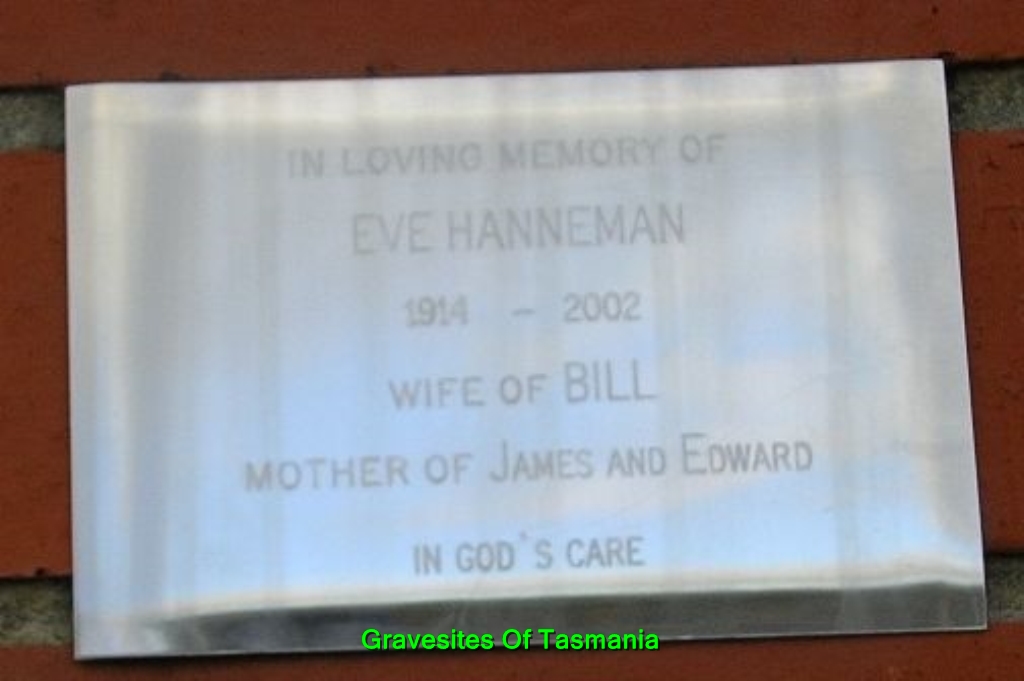 IN LOVING MEMORY OF
EVE HANNEMAN
1914 - 2002
WIFE OF BILL
MOTHER OF JAMES AND EDWARD
IN GOD'S CARE
Gravesites Of Tasmania